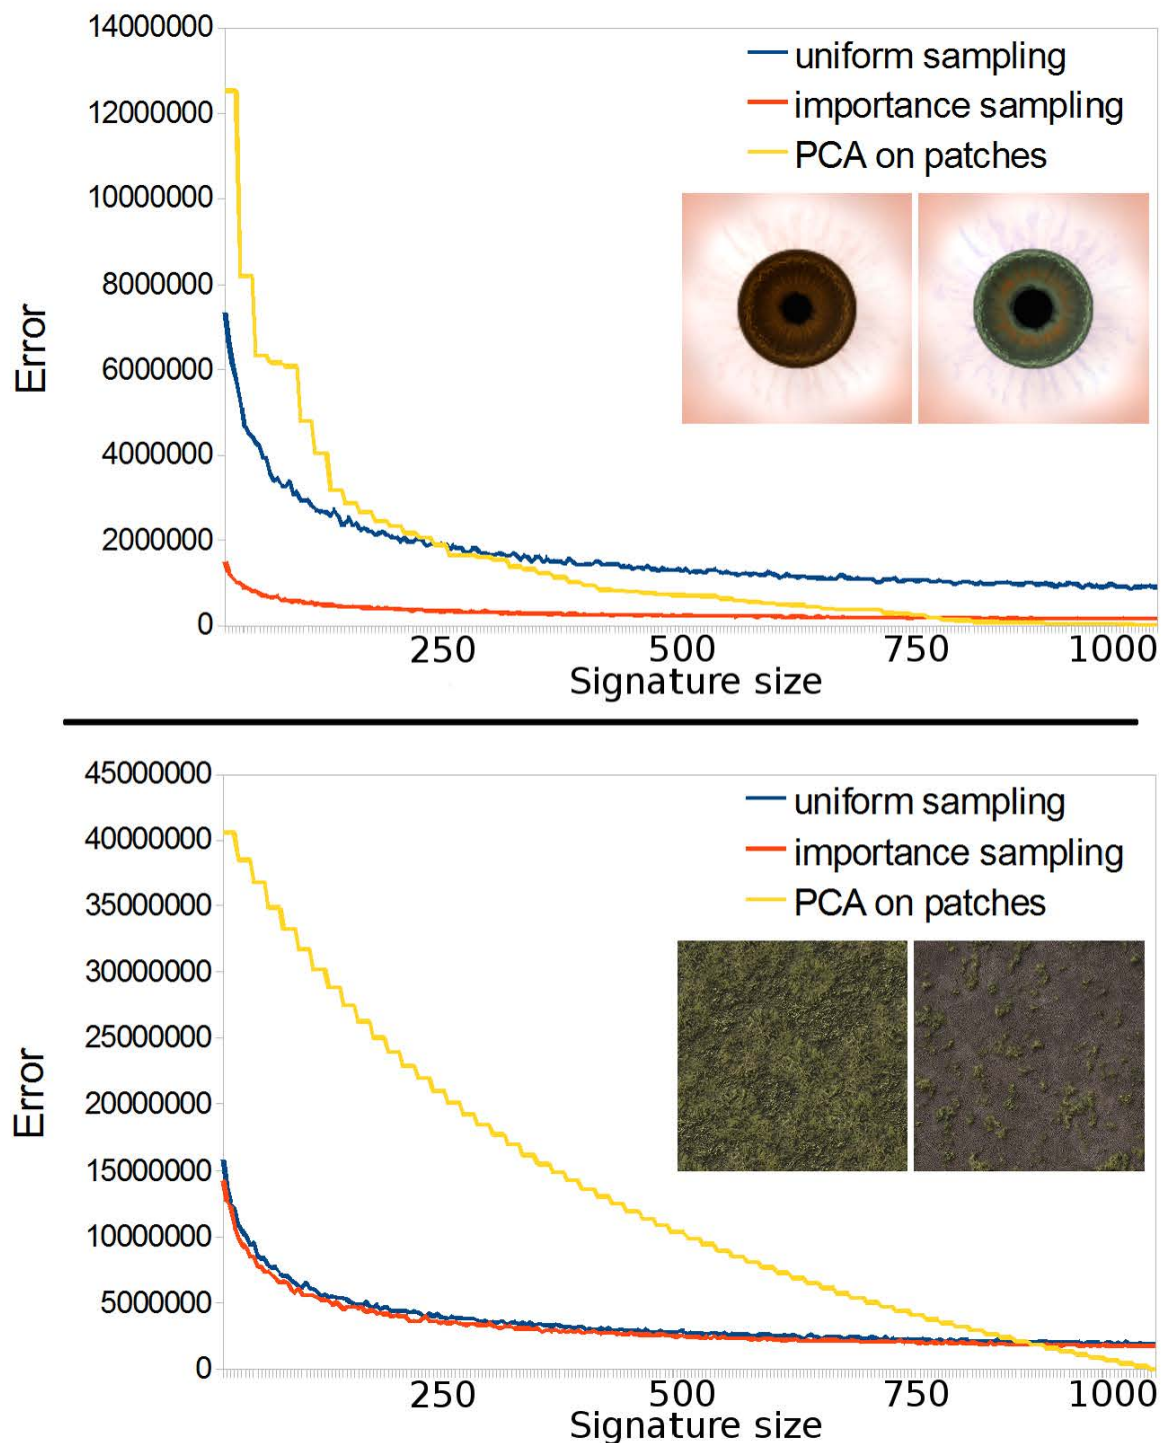 14000000
12000000
10000000
8000000
6000000
4000000
2000000
0
Error
uniform sampling
importance sampling
PCA on patches
250 500 750 1000
Signature size
45000000
40000000
35000000
30000000
25000000
20000000
15000000
10000000
5000000
0
Error
uniform sampling
importance sampling
PCA on patches
250 500 750 1000
Signature size